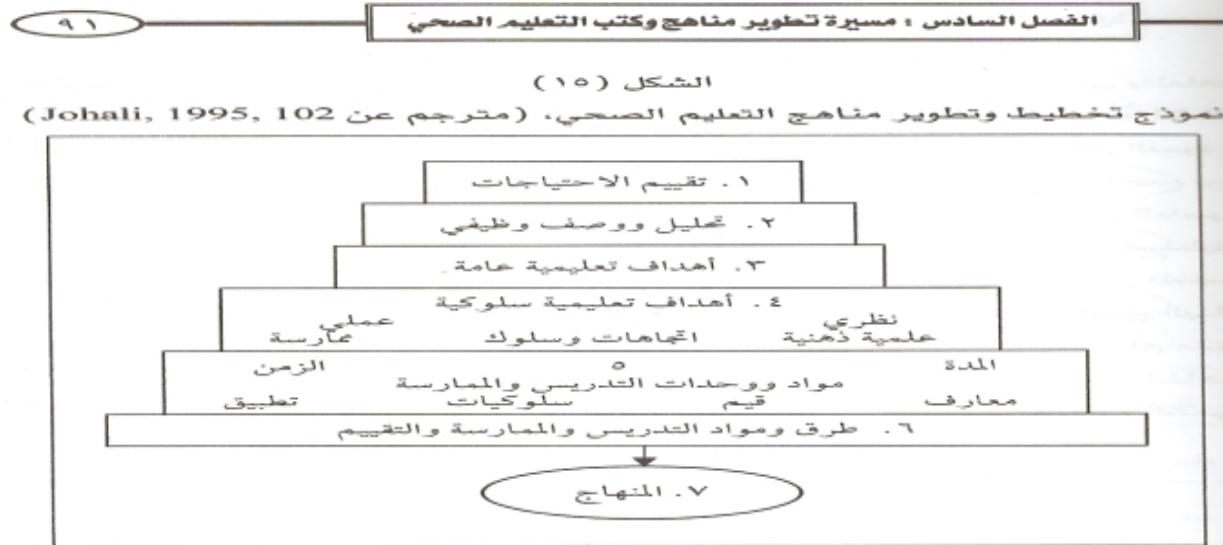 الفصل السادس : مسيرة تطوير مناهج وكتب التعليم الصحي
٩١
الشكل (١٥)
نموذج تخطيط وتطوير مناهج التعليم الصحي، (مترجم عن Johali, 1995, 102)
١. تقييم الاحتياجات
٢. تحليل ووصف وظيفي
٣. أهداف تعليمية عامة
٤. أهداف تعليمية سلوكية
نظري عملي
علمية ذهنية اتجاهات وسلوك ممارسة
المدة ٥ الزمن
مواد ووحدات التدريس والممارسة
معارف قيم سلوكيات تطبيق
٦. طرق ومواد التدريس والممارسة والتقييم
٧. المنهاج